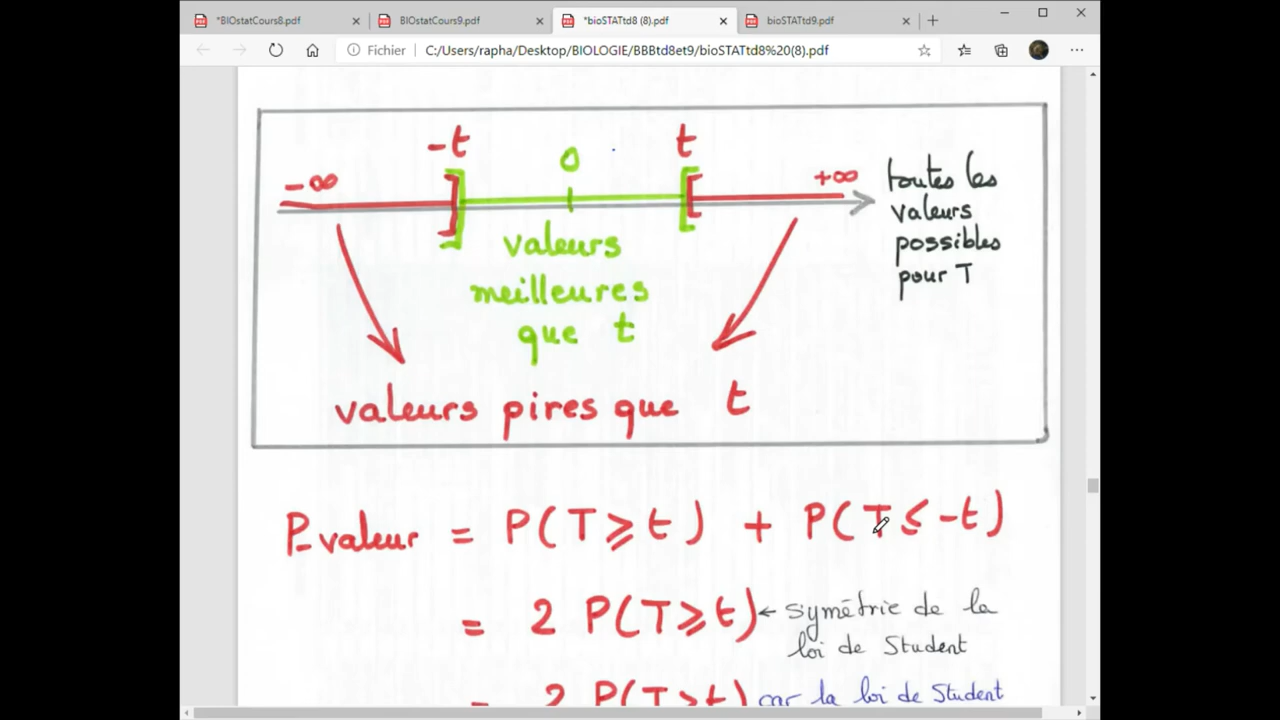 *BIOstatCours8.pdf
BIOstatCours9.pdf
*bioSTATtd8 (8).pdf
bioSTATtd9.pdf
Fichier
C:/Users/rapha/Desktop/BIOLOGIE/BBBtd8et9/bioSTATtd8%20(8).pdf
-t
0
t
-∞
+∞
toutes les
valeurs
possibles
pour T
valeurs
meilleures
que t
valeurs pires que t
P-valeur = P(T⩾t) + P(T≤-t)
= 2 P(T⩾t) ← symétrie de la
loi de Student
= 2 P(T>t) car la loi de Student